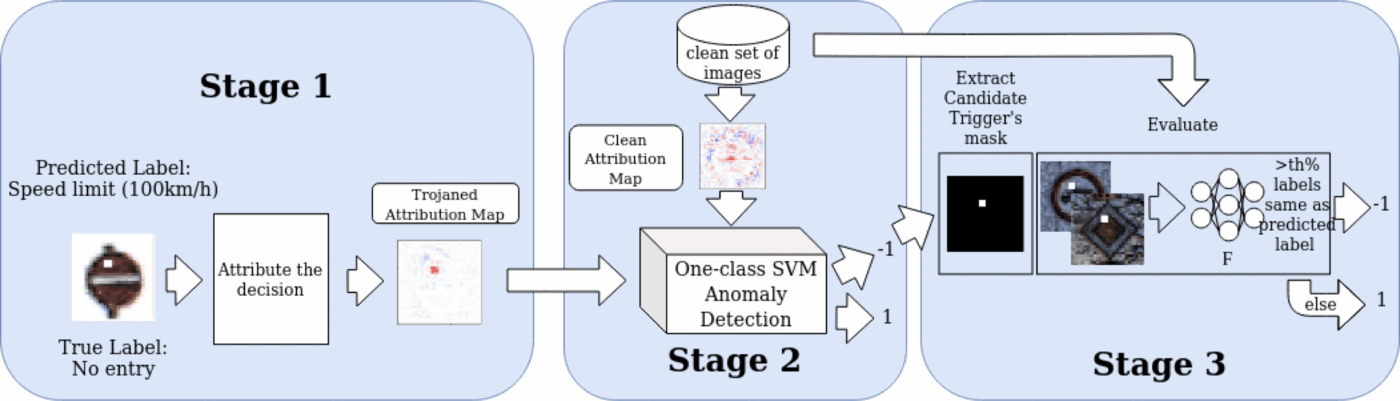 Stage 1
Predicted Label:
Speed limit (100km/h)
True Label:
No entry
Attribute the
decision
Trojaned
Attribution Map
clean set of
images
Clean
Attribution
Map
One-class SVM
Anomaly
Detection
-1
1
Stage 2
Extract
Candidate
Trigger's
mask
Evaluate
F
>th%
labels
same as
predicted
label
-1
else
1
Stage 3